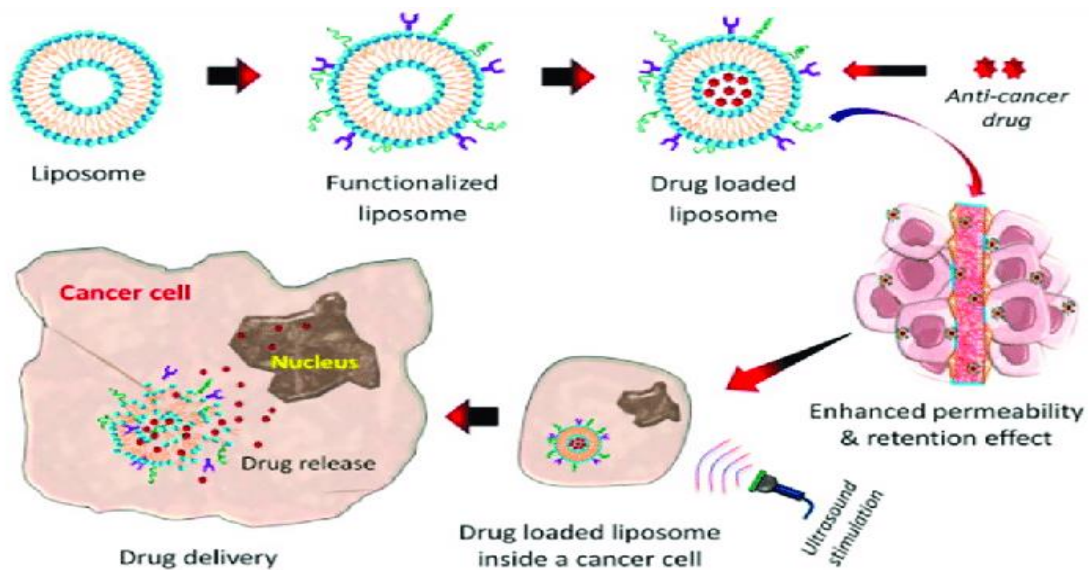 Liposome
Functionalized
liposome
Drug loaded
liposome
Anti-cancer
drug
Enhanced permeability
& retention effect
Ultrasound
stimulation
Drug loaded liposome
inside a cancer cell
Cancer cell
Nucleus
Drug release
Drug delivery